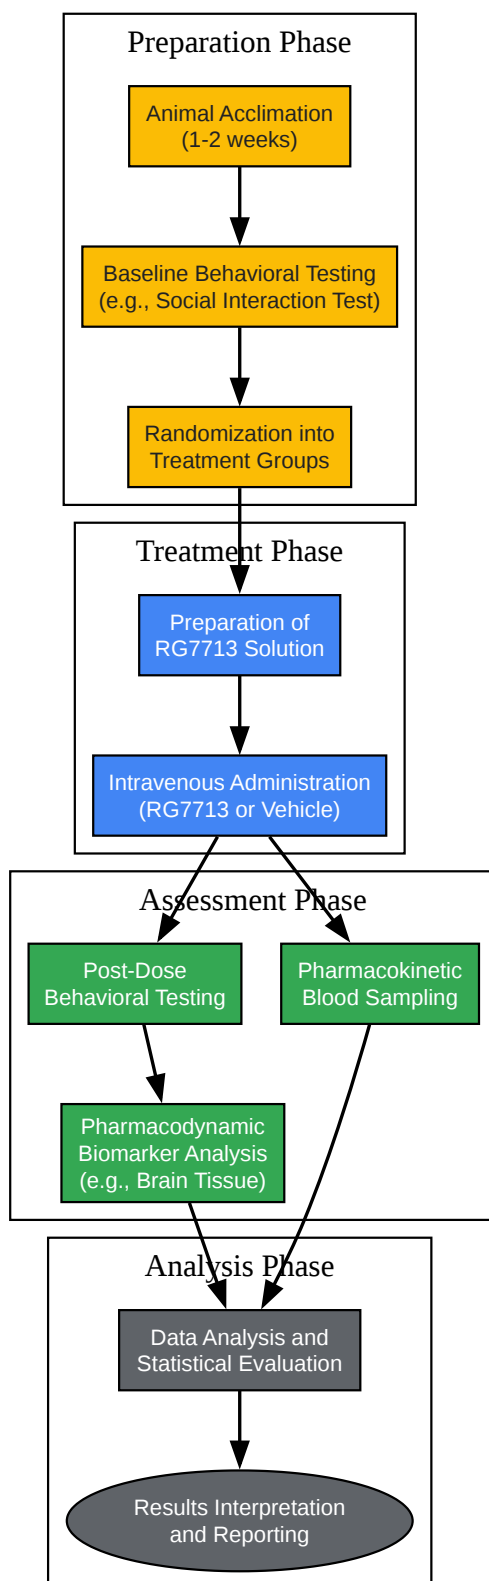 Preparation Phase
Animal Acclimation
(1-2 weeks)
Baseline Behavioral Testing
(e.g., Social Interaction Test)
Randomization into
Treatment Groups
Treatment Phase
Preparation of
RG7713 Solution
Intravenous Administration
(RG7713 or Vehicle)
Assessment Phase
Post-Dose
Behavioral Testing
Pharmacokinetic
Blood Sampling
Pharmacodynamic
Biomarker Analysis
(e.g., Brain Tissue)
Analysis Phase
Data Analysis and
Statistical Evaluation
Results Interpretation
and Reporting